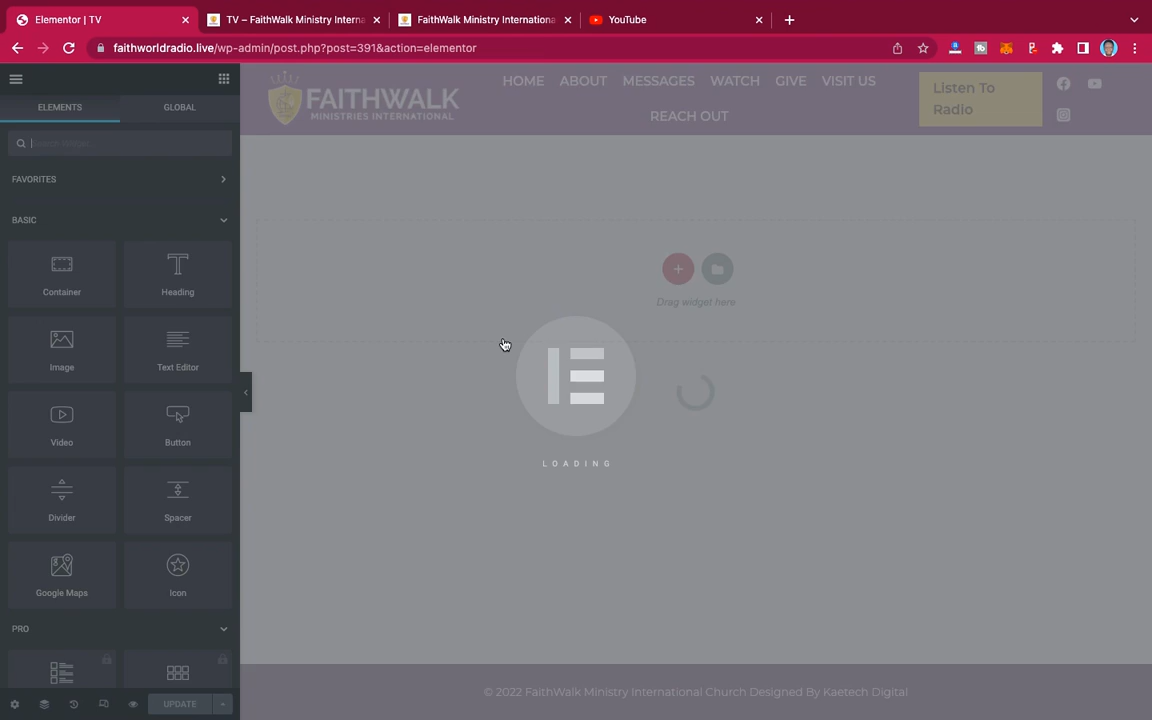 Elementor | TV
TV – FaithWalk Ministry Interna
FaithWalk Ministry International
YouTube
faithworldradio.live/wp-admin/post.php?post=391&action=elementor
ELEMENTS
GLOBAL
Search Widget...
FAVORITES
BASIC
Container
Heading
Image
Text Editor
Video
Button
Divider
Spacer
Google Maps
Icon
PRO
UPDATE
FAITHWALK
MINISTRIES INTERNATIONAL
HOME
ABOUT
MESSAGES
WATCH
GIVE
VISIT US
REACH OUT
Listen To
Radio
Drag widget here
LOADING
© 2022 FaithWalk Ministry International Church Designed By Kaetech Digital